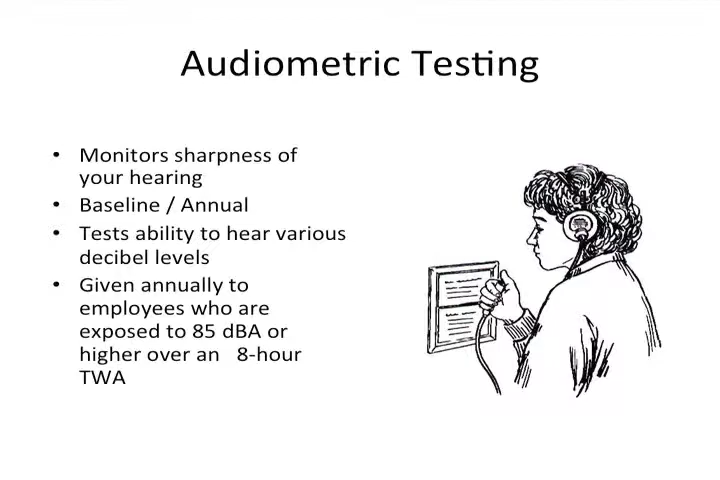 Audiometric Testing
• Monitors sharpness of
your hearing
• Baseline / Annual
• Tests ability to hear various
decibel levels
• Given annually to
employees who are
exposed to 85 dBA or
higher over an   8-hour
TWA